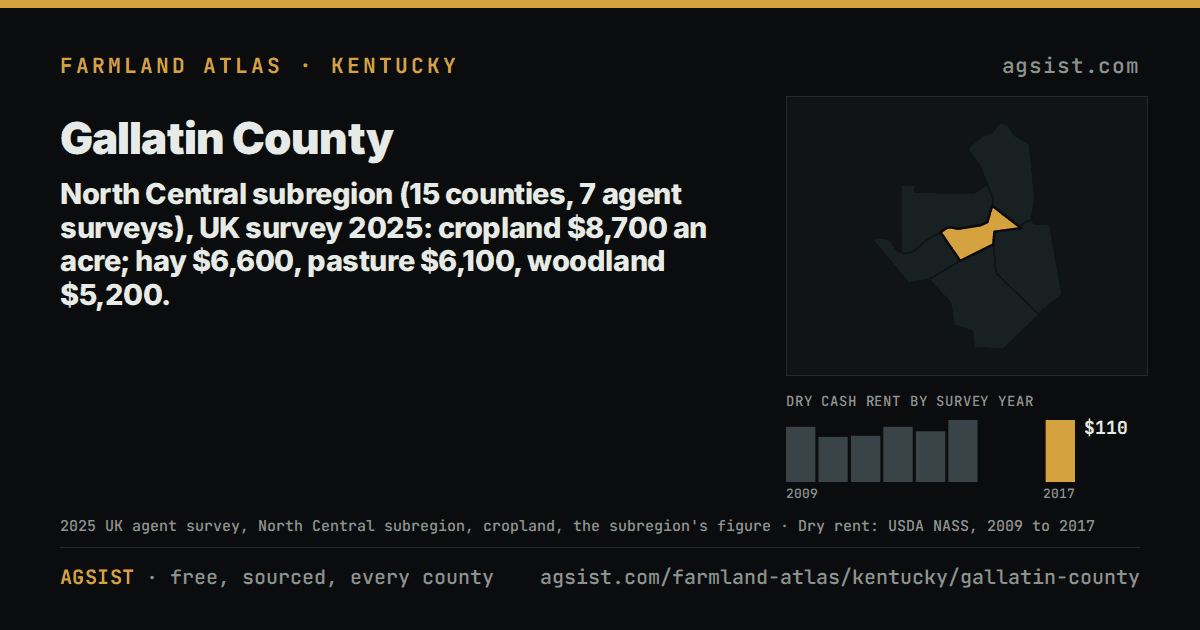 FARMLAND ATLAS · KENTUCKY
agsist.com
Gallatin County
North Central subregion (15 counties, 7 agent
surveys), UK survey 2025: cropland $8,700 an
acre; hay $6,600, pasture $6,100, woodland
$5,200.
DRY CASH RENT BY SURVEY YEAR
$110
2009
2017
2025 UK agent survey, North Central subregion, cropland, the subregion's figure · Dry rent: USDA NASS, 2009 to 2017
AGSIST · free, sourced, every county
agsist.com/farmland-atlas/kentucky/gallatin-county